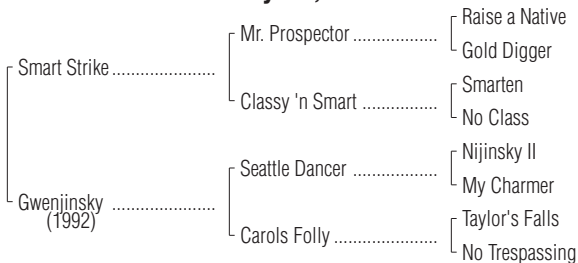 Raise a Native
Mr. Prospector ..................
Gold Digger
Smart Strike ......................
Smarten
Classy 'n Smart ................
No Class
Nijinsky II
Seattle Dancer ..................
My Charmer
Gwenjinsky ......................
(1992)
Taylor's Falls
Carols Folly ......................
No Trespassing